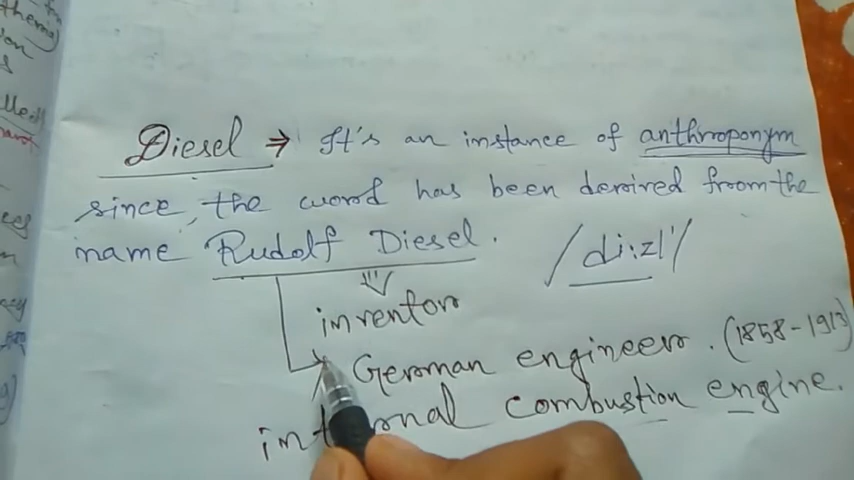 Diesel → It's an instance of anthroponym
since, the word has been derived from the
name Rudolf Diesel. /di:zl/
inventor
German engineer. (1858-1913)
internal combustion engine.